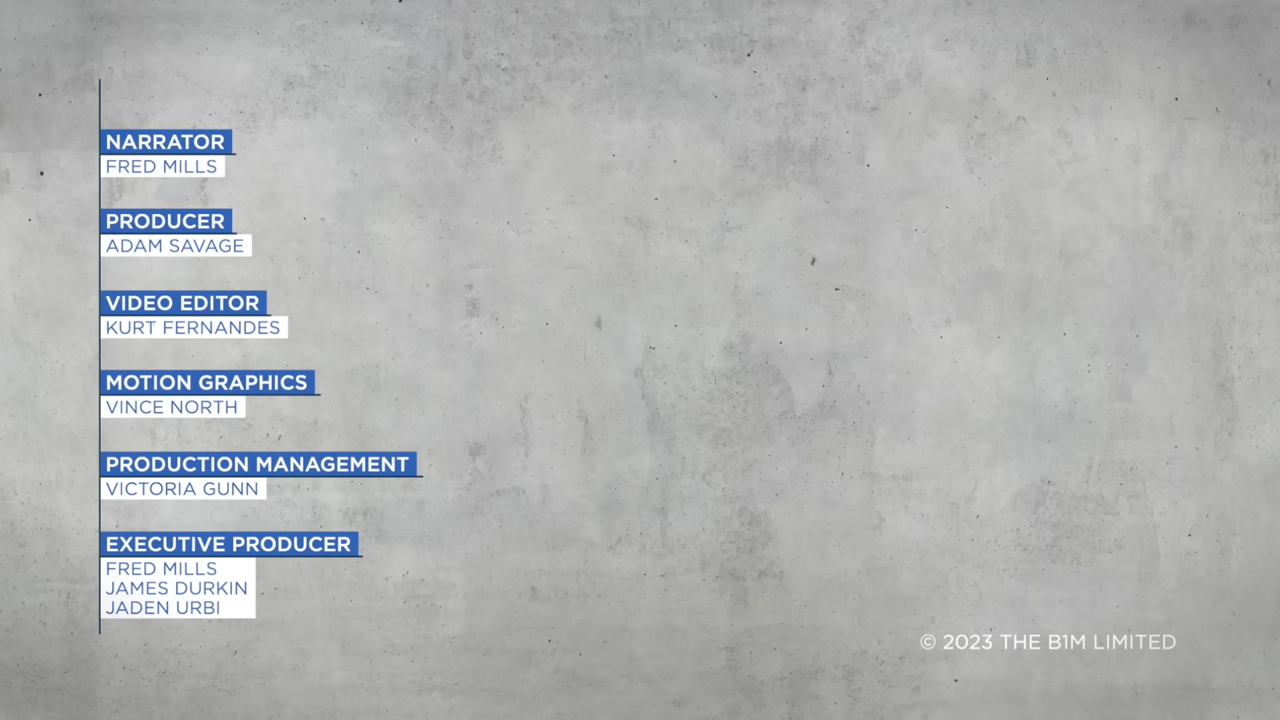 NARRATOR
FRED MILLS
PRODUCER
ADAM SAVAGE
VIDEO EDITOR
KURT FERNANDES
MOTION GRAPHICS
VINCE NORTH
PRODUCTION MANAGEMENT
VICTORIA GUNN
EXECUTIVE PRODUCER
FRED MILLS
JAMES DURKIN
JADEN URBI
© 2023 THE B1M LIMITED